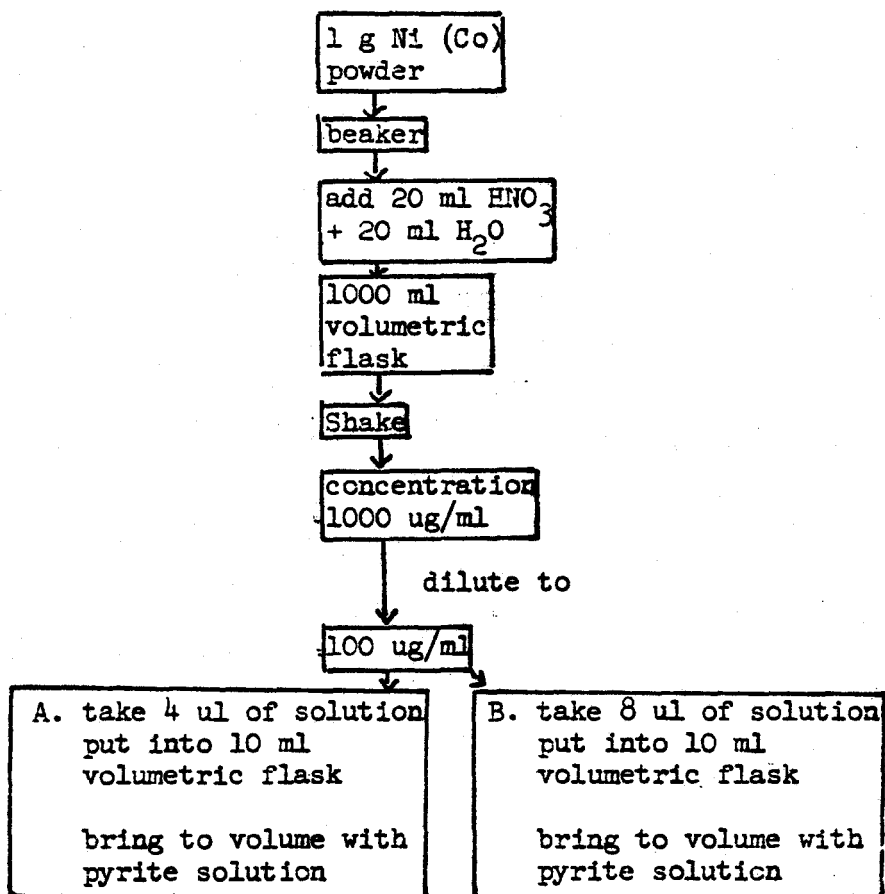 1 g Ni (Co)
powder
beaker
add 20 ml HNO3
+ 20 ml H2O
1000 ml
volumetric
flask
Shake
concentration
1000 ug/ml
dilute to
100 ug/ml
A. take 4 ul of solution
put into 10 ml
volumetric flask
bring to volume with
pyrite solution
B. take 8 ul of solution
put into 10 ml
volumetric flask
bring to volume with
pyrite solution